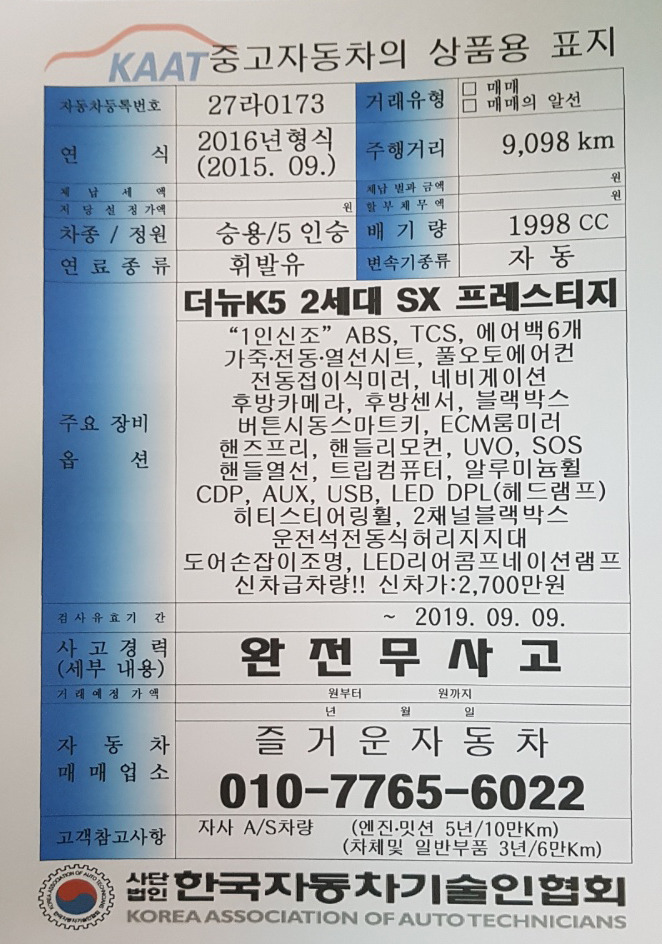 KAAT 중고자동차의 상품용 표지
자동차등록번호 27라0173 거래유형 □ 매매
□ 매매의 알선
연 식 2016년형식
(2015. 09.) 주행거리 9,098 km
체 납 세 액 체납 벌과 금액 원
저 당 설 정 가액 원 할 부 채 무 액 원
차종 / 정원 승용/5 인승 배 기 량 1998 CC
연 료 종 류 휘발유 변속기종류 자 동
더뉴K5 2세대 SX 프레스티지
주요 장비
옵 션
“1인신조” ABS, TCS, 에어백6개
가죽·전동·열선시트, 풀오토에어컨
전동접이식미러, 네비게이션
후방카메라, 후방센서, 블랙박스
버튼시동스마트키, ECM룸미러
핸즈프리, 핸들리모컨, UVO, SOS
핸들열선, 트립컴퓨터, 알루미늄휠
CDP, AUX, USB, LED DPL(헤드램프)
히티스티어링휠, 2채널블랙박스
운전석전동식허리지지대
도어손잡이조명, LED리어콤프네이션램프
신차급차량!! 신차가:2,700만원
검 사 유 효 기 간 ~ 2019. 09. 09.
사 고 경 력
(세부 내용) 완 전 무 사 고
거 래 예 정 가 액 원부터 원까지
년 월 일
자 동 차
매 매 업 소
즐 거 운 자 동 차
010-7765-6022
고객참고사항 자사 A/S차량 (엔진·밋션 5년/10만Km)
(차체및 일반부품 3년/6만Km)
사단
법인 한국자동차기술인협회
KOREA ASSOCIATION OF AUTO TECHNICIANS